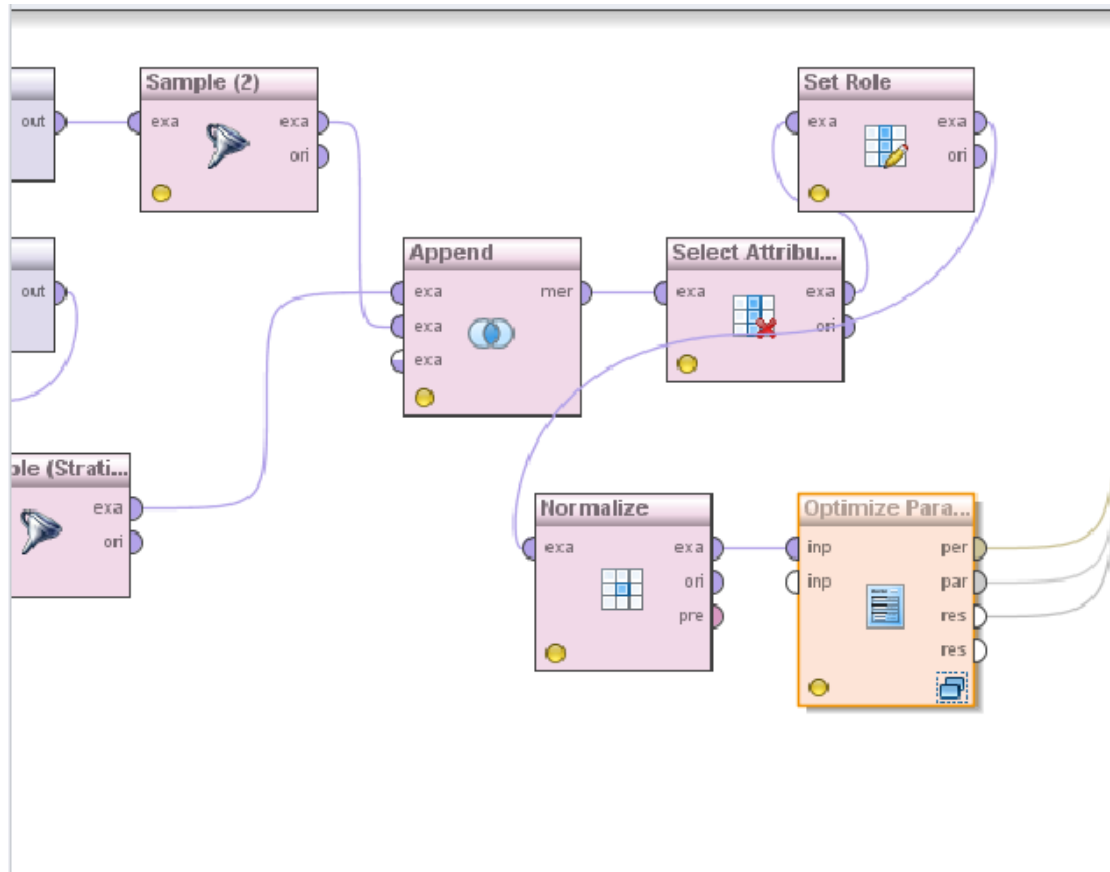 out
Sample (2)
exa exa
ori
Set Role
exa exa
ori
out
Append
exa mer
exa
exa
Select Attribu...
exa exa
ori
ple (Strati...
exa
ori
Normalize
exa exa
ori
pre
Optimize Para...
inp per
inp par
res
res